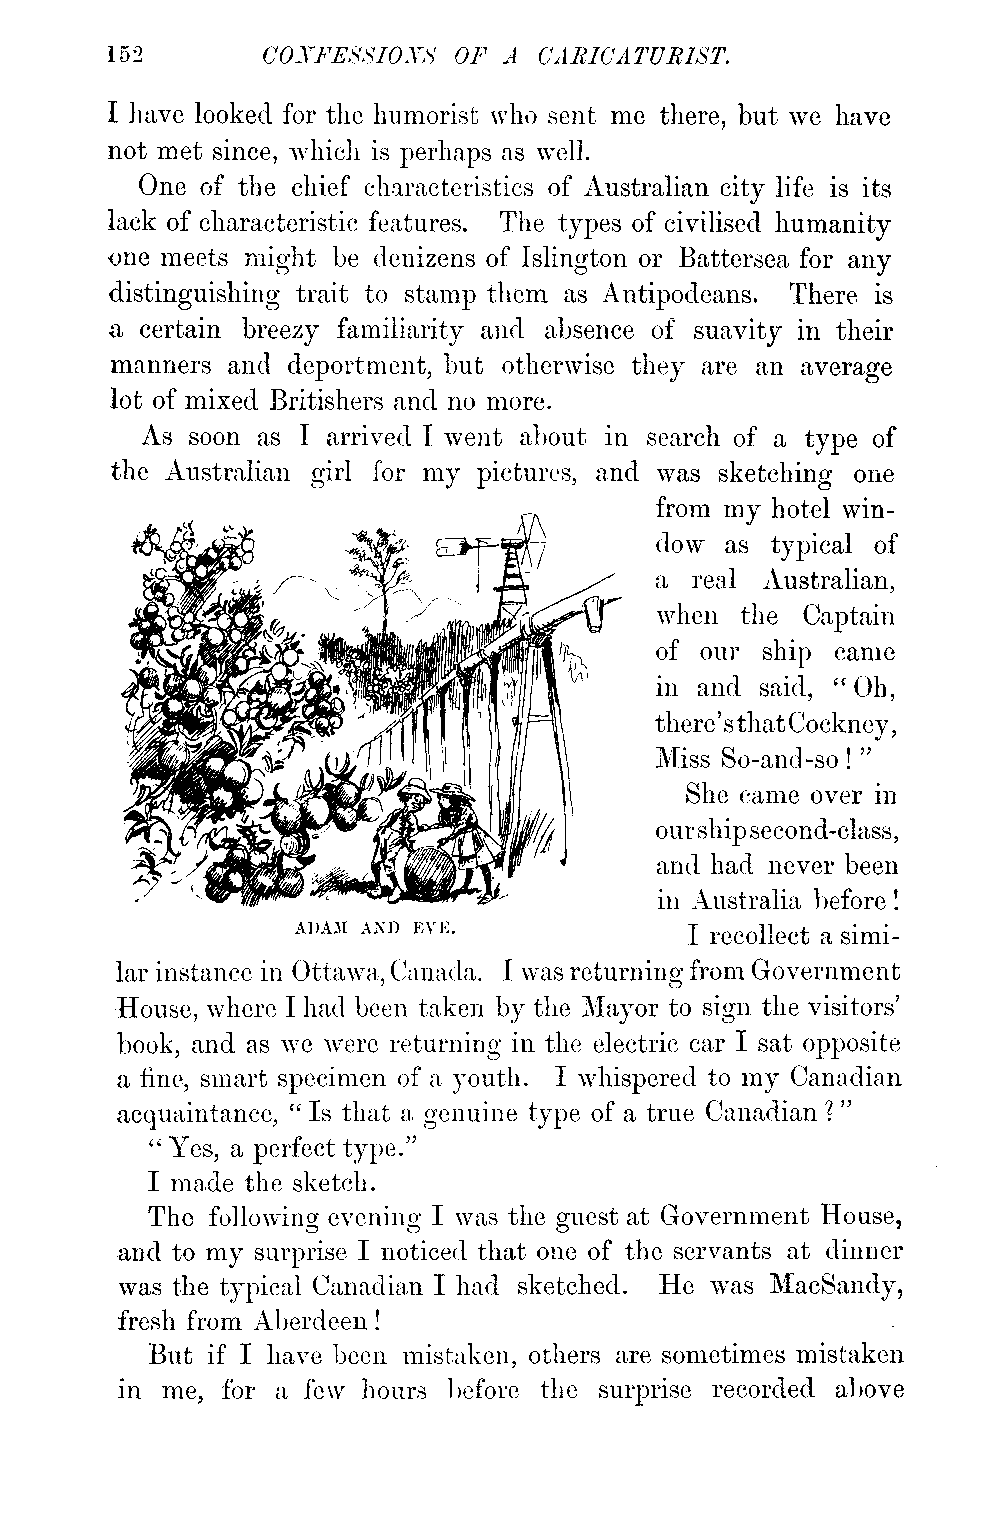 152 CONFESSIONS OF A CARICATURIST.
I have looked for the humorist who sent me there, but we have
not met since, which is perhaps as well.
One of the chief characteristics of Australian city life is its
lack of characteristic features. The types of civilised humanity
one meets might be denizens of Islington or Battersea for any
distinguishing trait to stamp them as Antipodeans. There is
a certain breezy familiarity and absence of suavity in their
manners and deportment, but otherwise they are an average
lot of mixed Britishers and no more.
As soon as I arrived I went about in search of a type of
the Australian girl for my pictures, and was sketching one
from my hotel win-
dow as typical of
a real Australian,
when the Captain
of our ship came
in and said, "Oh,
there's that Cockney,
Miss So-and-so!"
She came over in
our ship second-class,
and had never been
in Australia before!
ADAM AND EVE.
I recollect a simi-
lar instance in Ottawa, Canada. I was returning from Government
House, where I had been taken by the Mayor to sign the visitors'
book, and as we were returning in the electric car I sat opposite
a fine, smart specimen of a youth. I whispered to my Canadian
acquaintance, "Is that a genuine type of a true Canadian?"
"Yes, a perfect type."
I made the sketch.
The following evening I was the guest at Government House,
and to my surprise I noticed that one of the servants at dinner
was the typical Canadian I had sketched. He was MacSandy,
fresh from Aberdeen!
But if I have been mistaken, others are sometimes mistaken
in me, for a few hours before the surprise recorded above